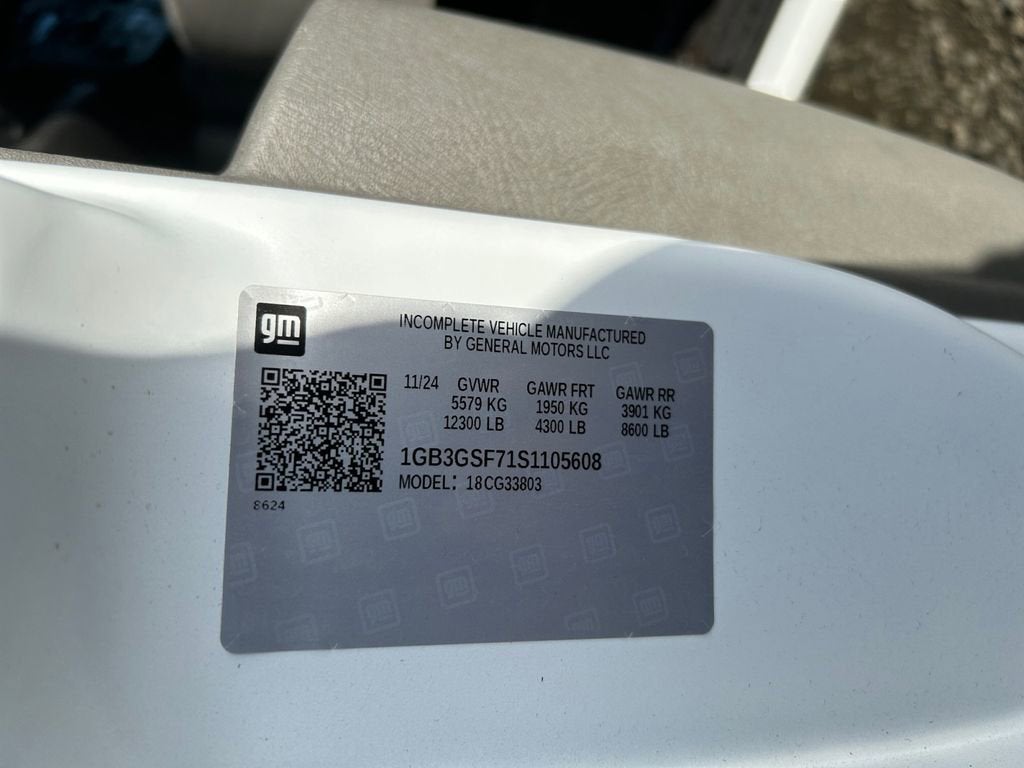 gm
INCOMPLETE VEHICLE MANUFACTURED
BY GENERAL MOTORS LLC
11/24 GVWR GAWR FRT GAWR RR
5579 KG 1950 KG 3901 KG
12300 LB 4300 LB 8600 LB
1GB3GSF71S1105608
MODEL: 18CG33803
8624